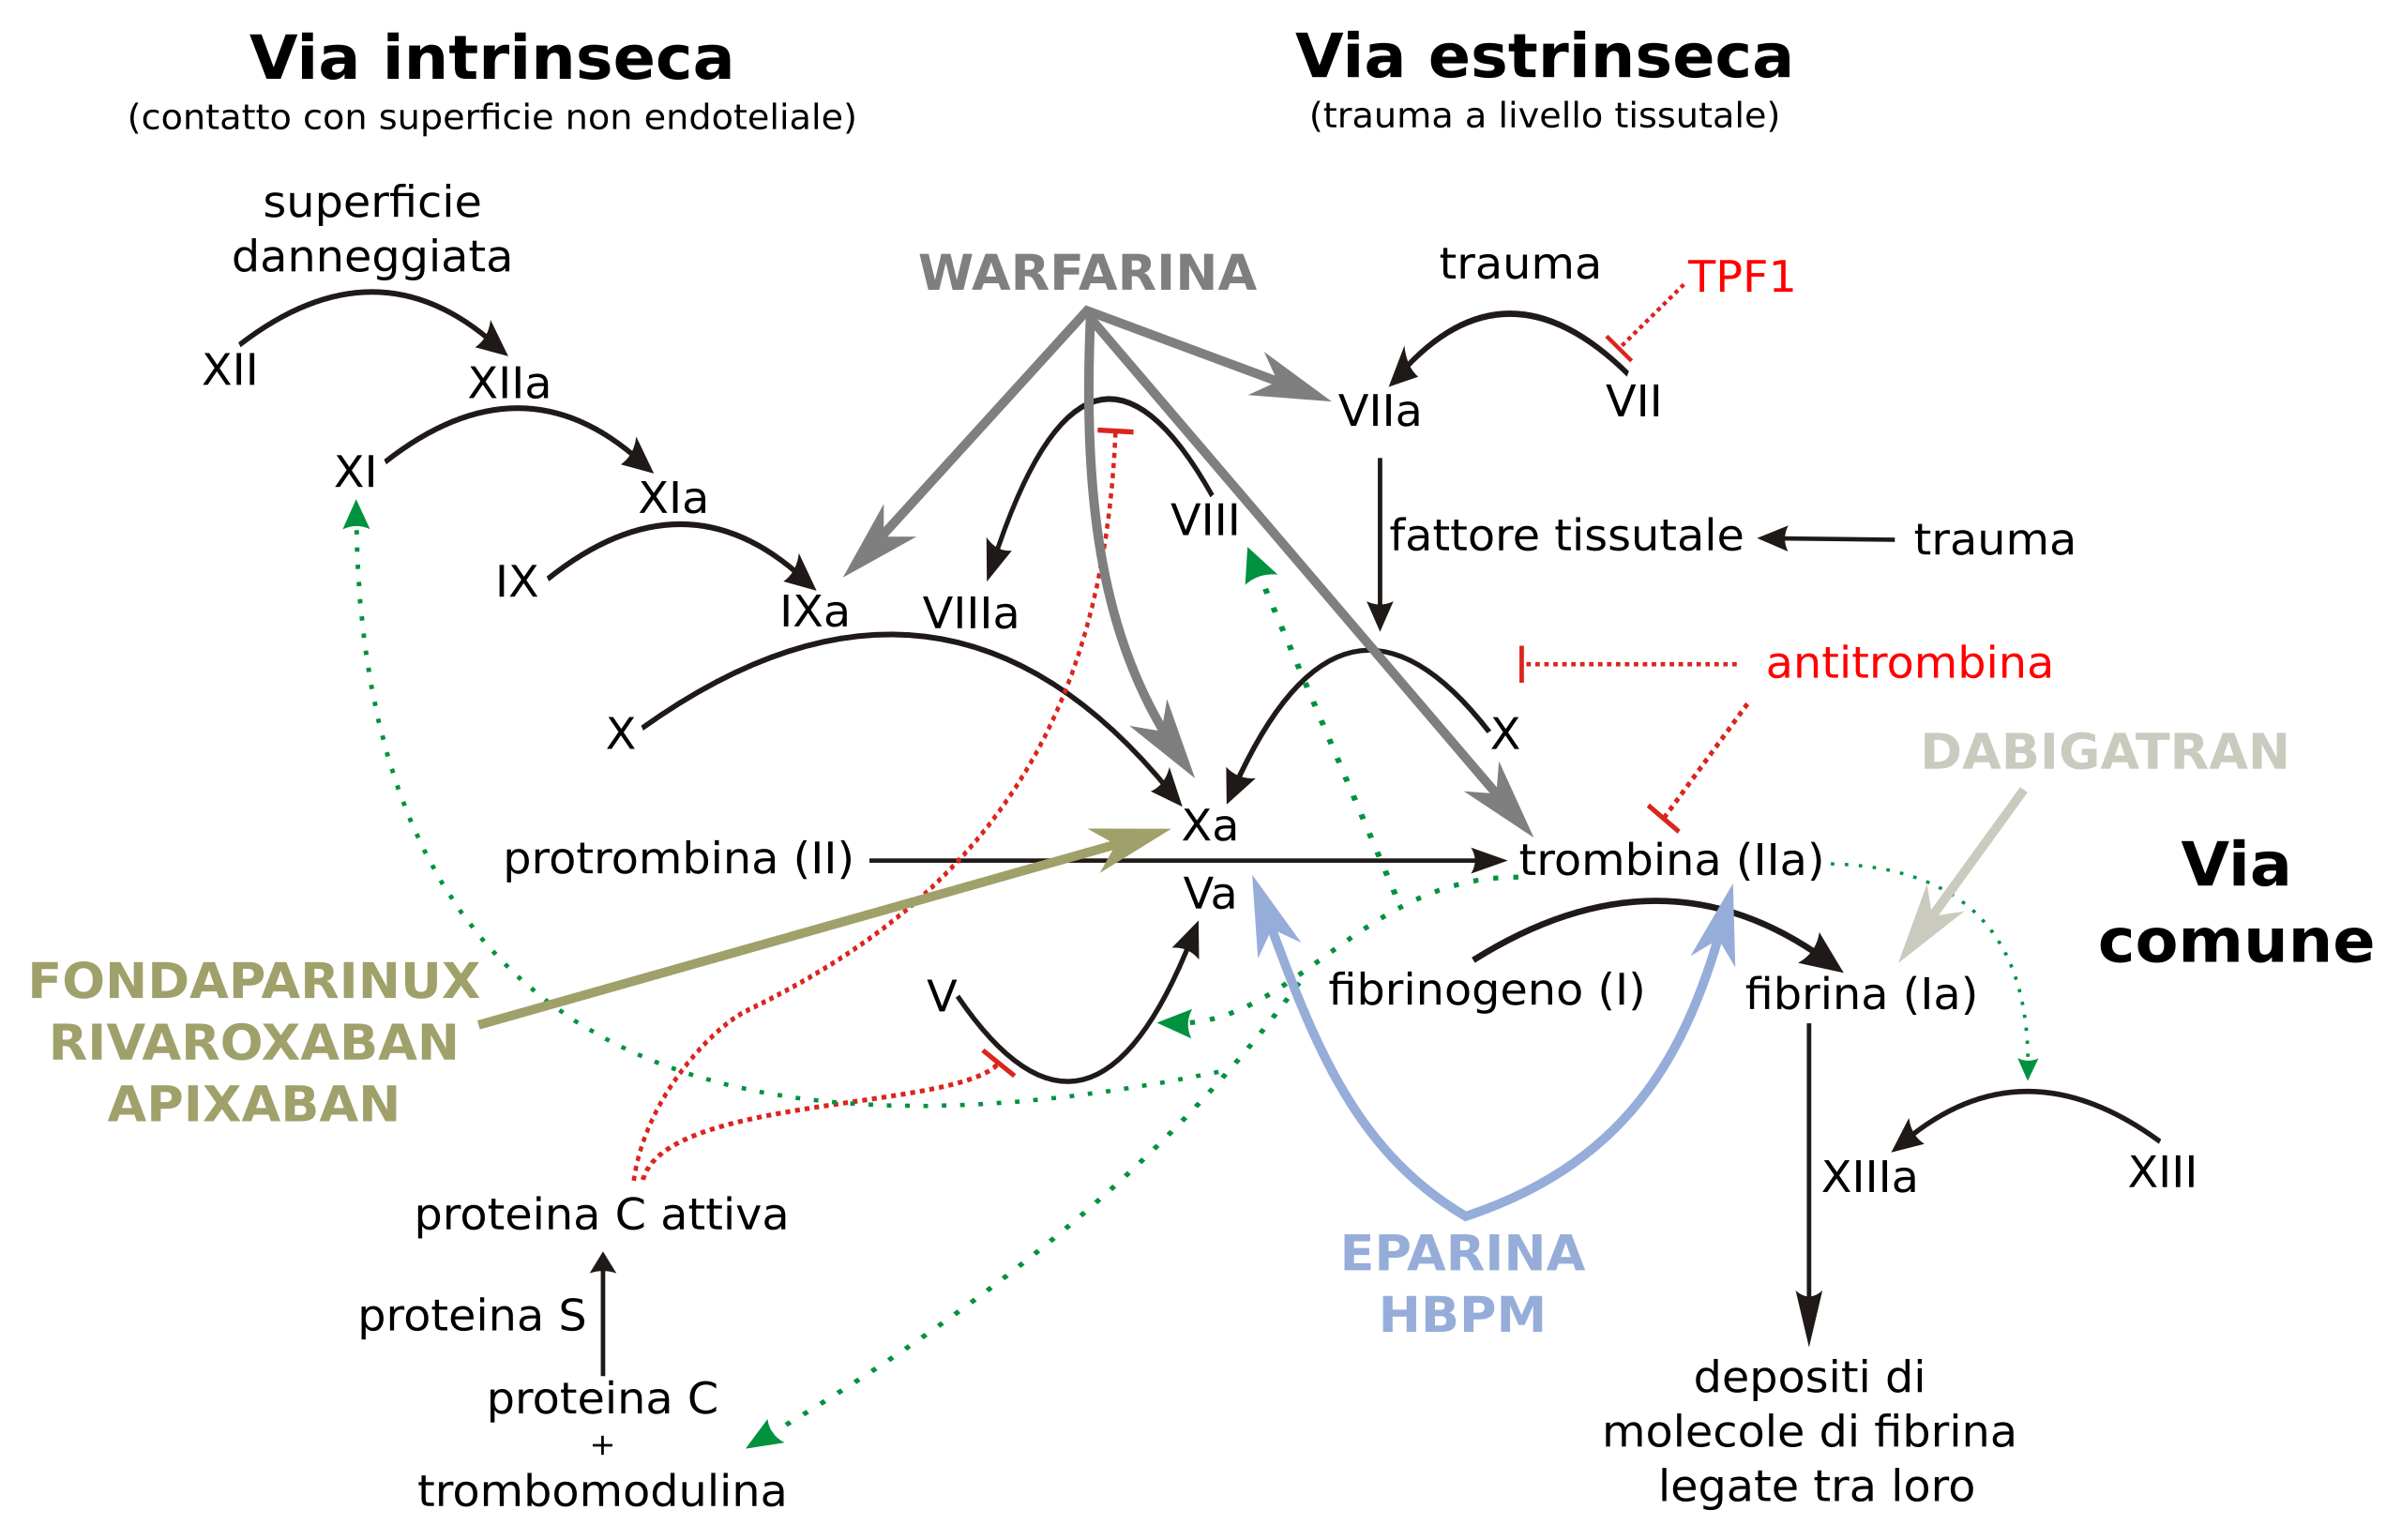 Via intrinseca
(contatto con superficie non endoteliale)
Via estrinseca
(trauma a livello tissutale)
superficie
danneggiata
WARFARINA
trauma
TPF1
XII
XIIa
VIIa
VII
XI
XIa
VIII
fattore tissutale
trauma
IX
IXa
VIIIa
antitrombina
X
X
DABIGATRAN
Xa
protrombina (II)
trombina (IIa)
Va
Via
comune
FONDAPARINUX
RIVAROXABAN
APIXABAN
V
fibrinogeno (I)
fibrina (Ia)
XIIIa
XIII
proteina C attiva
EPARINA
HBPM
proteina S
proteina C
+
trombomodulina
depositi di
molecole di fibrina
legate tra loro